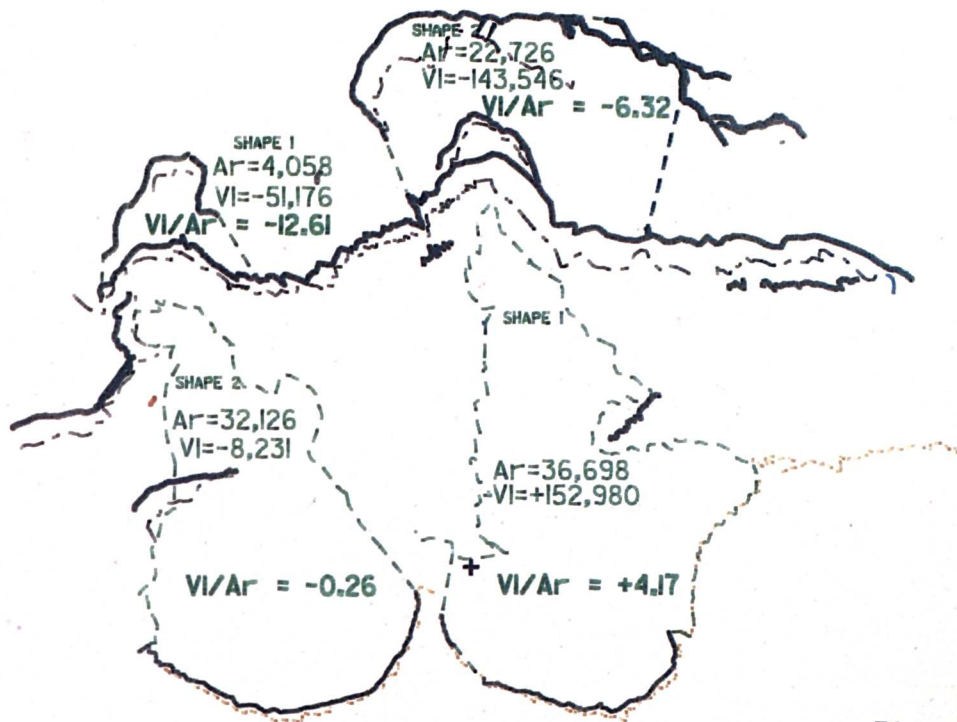 SHAPE 2
Ar=22,726
Vl=-143,546
Vl/Ar = -6.32
SHAPE 1
Ar=4,058
Vl=-51,176
Vl/Ar = -12.61
SHAPE 1
SHAPE 2
Ar=32,126
Vl=-8,231
Ar=36,698
Vl=+152,980
Vl/Ar = -0.26
Vl/Ar = +4.17